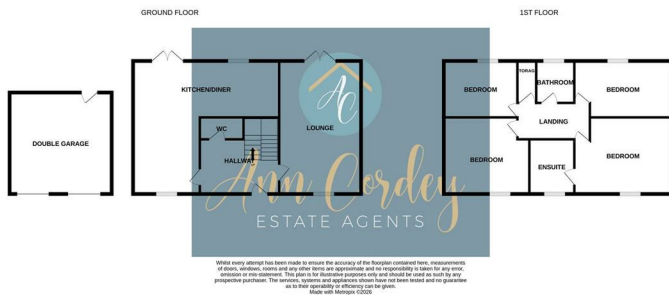 GROUND FLOOR
1ST FLOOR
DOUBLE GARAGE
KITCHEN/DINER
WC
HALLWAY
LOUNGE
AC
BEDROOM
TORAG
BATHROOM
BEDROOM
LANDING
BEDROOM
ENSUITE
BEDROOM
Ann Cordey
ESTATE AGENTS
Whilst every attempt has been made to ensure the accuracy of the floorplan contained here, measurements
of doors, windows, rooms and any other items are approximate and no responsibility is taken for any error,
omission or mis-statement. This plan is for illustrative purposes only and should be used as such by any
prospective purchaser. The services, systems and appliances shown have not been tested and no guarantee
as to their operability or efficiency can be given.
Made with Metropix ©2026